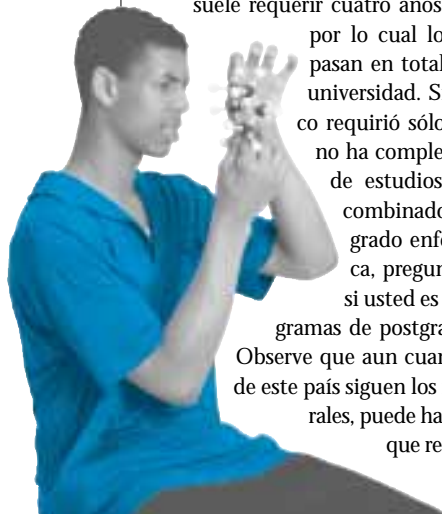 suele requerir cuatro años
por lo cual lo
pasan en total
universidad. S
co requirió sólo
no ha comple
de estudios
combinado
grado enfo
ca, pregun
si usted es
gramas de postgra
Observe que aun cuan
de este país siguen los
rales, puede ha
que re